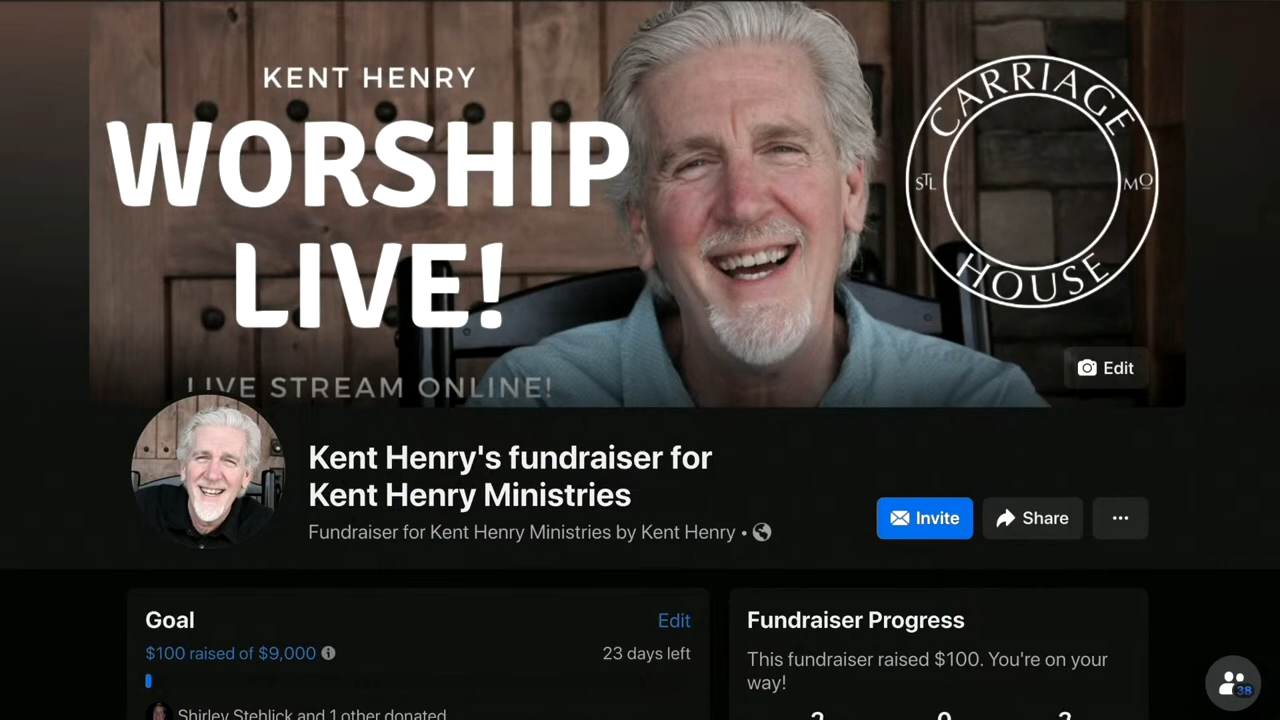 KENT HENRY
WORSHIP
LIVE!
LIVE STREAM ONLINE!
CARRIAGE
STL MO
HOUSE
Edit
Kent Henry's fundraiser for
Kent Henry Ministries
Fundraiser for Kent Henry Ministries by Kent Henry •
Invite
Share
Goal
Edit
$100 raised of $9,000
23 days left
Shirley Stehlick and 1 other donated
Fundraiser Progress
This fundraiser raised $100. You're on your
way!
38